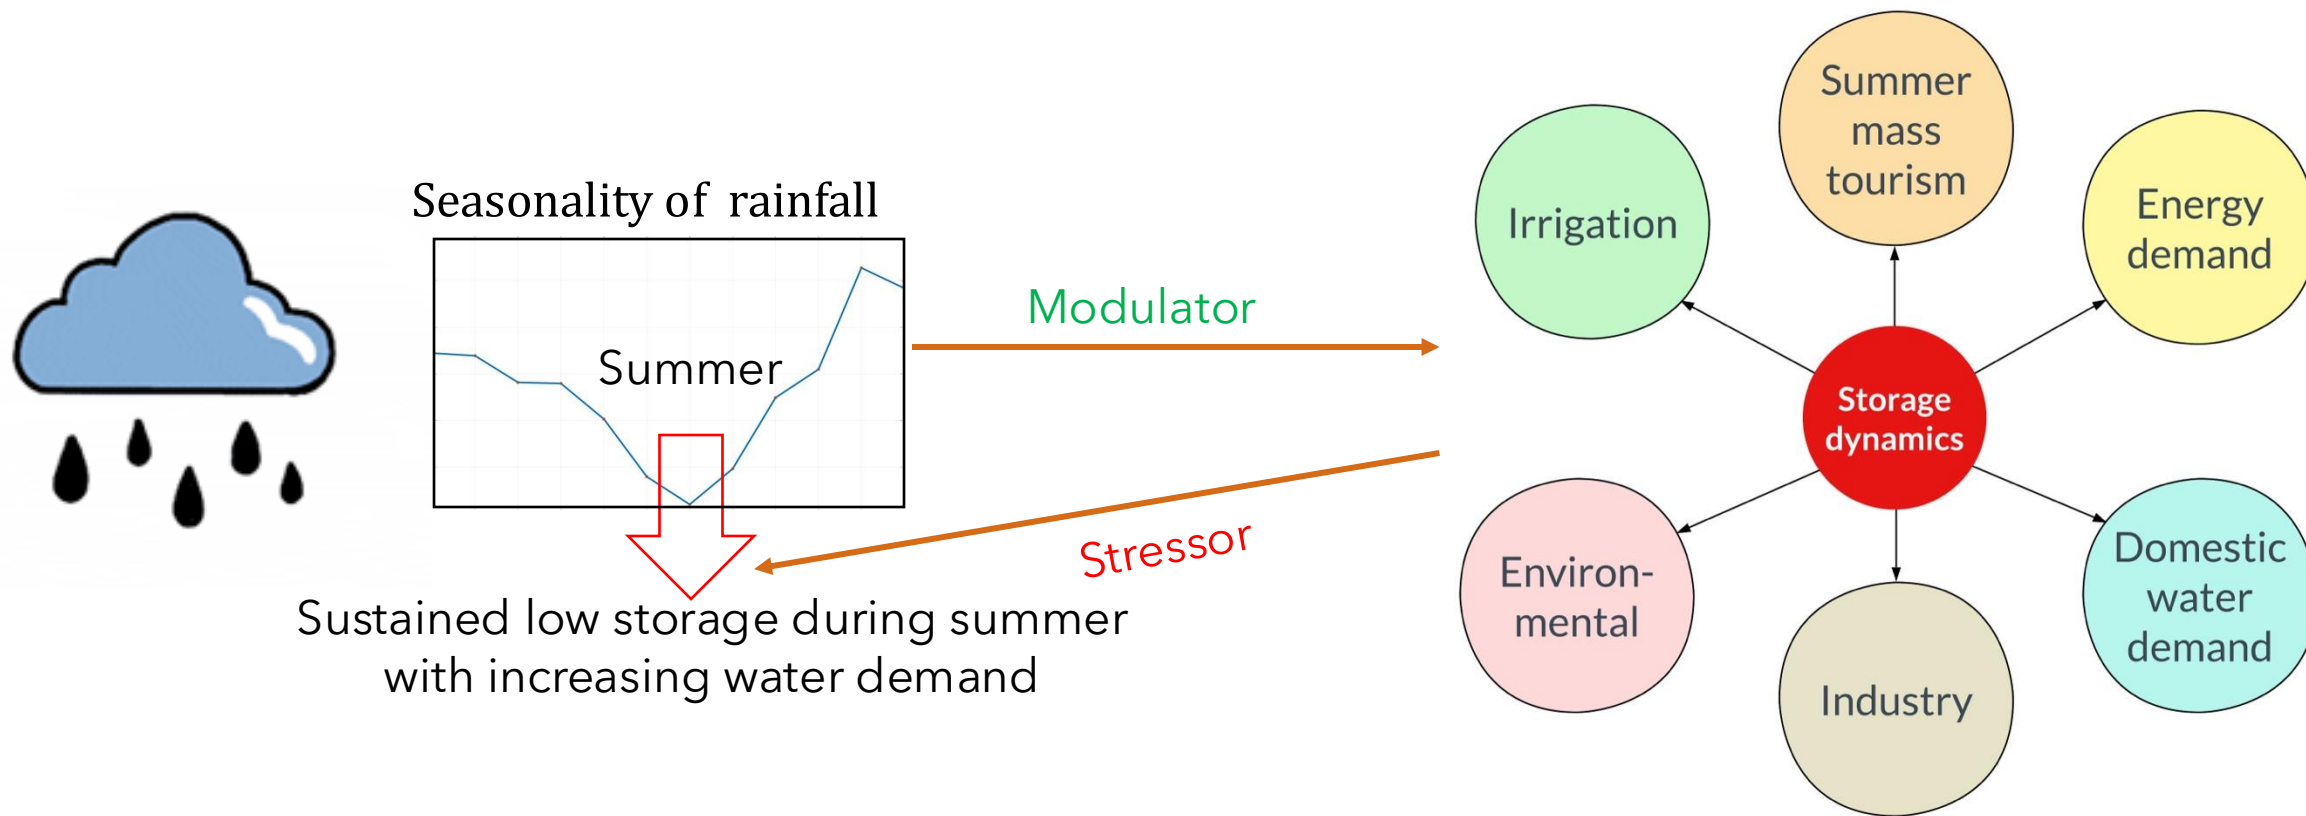 Seasonality of rainfall
Summer
Sustained low storage during summer
with increasing water demand
Modulator
Stressor
Summer
mass
tourism
Irrigation
Energy
demand
Storage
dynamics
Environ-
mental
Industry
Domestic
water
demand